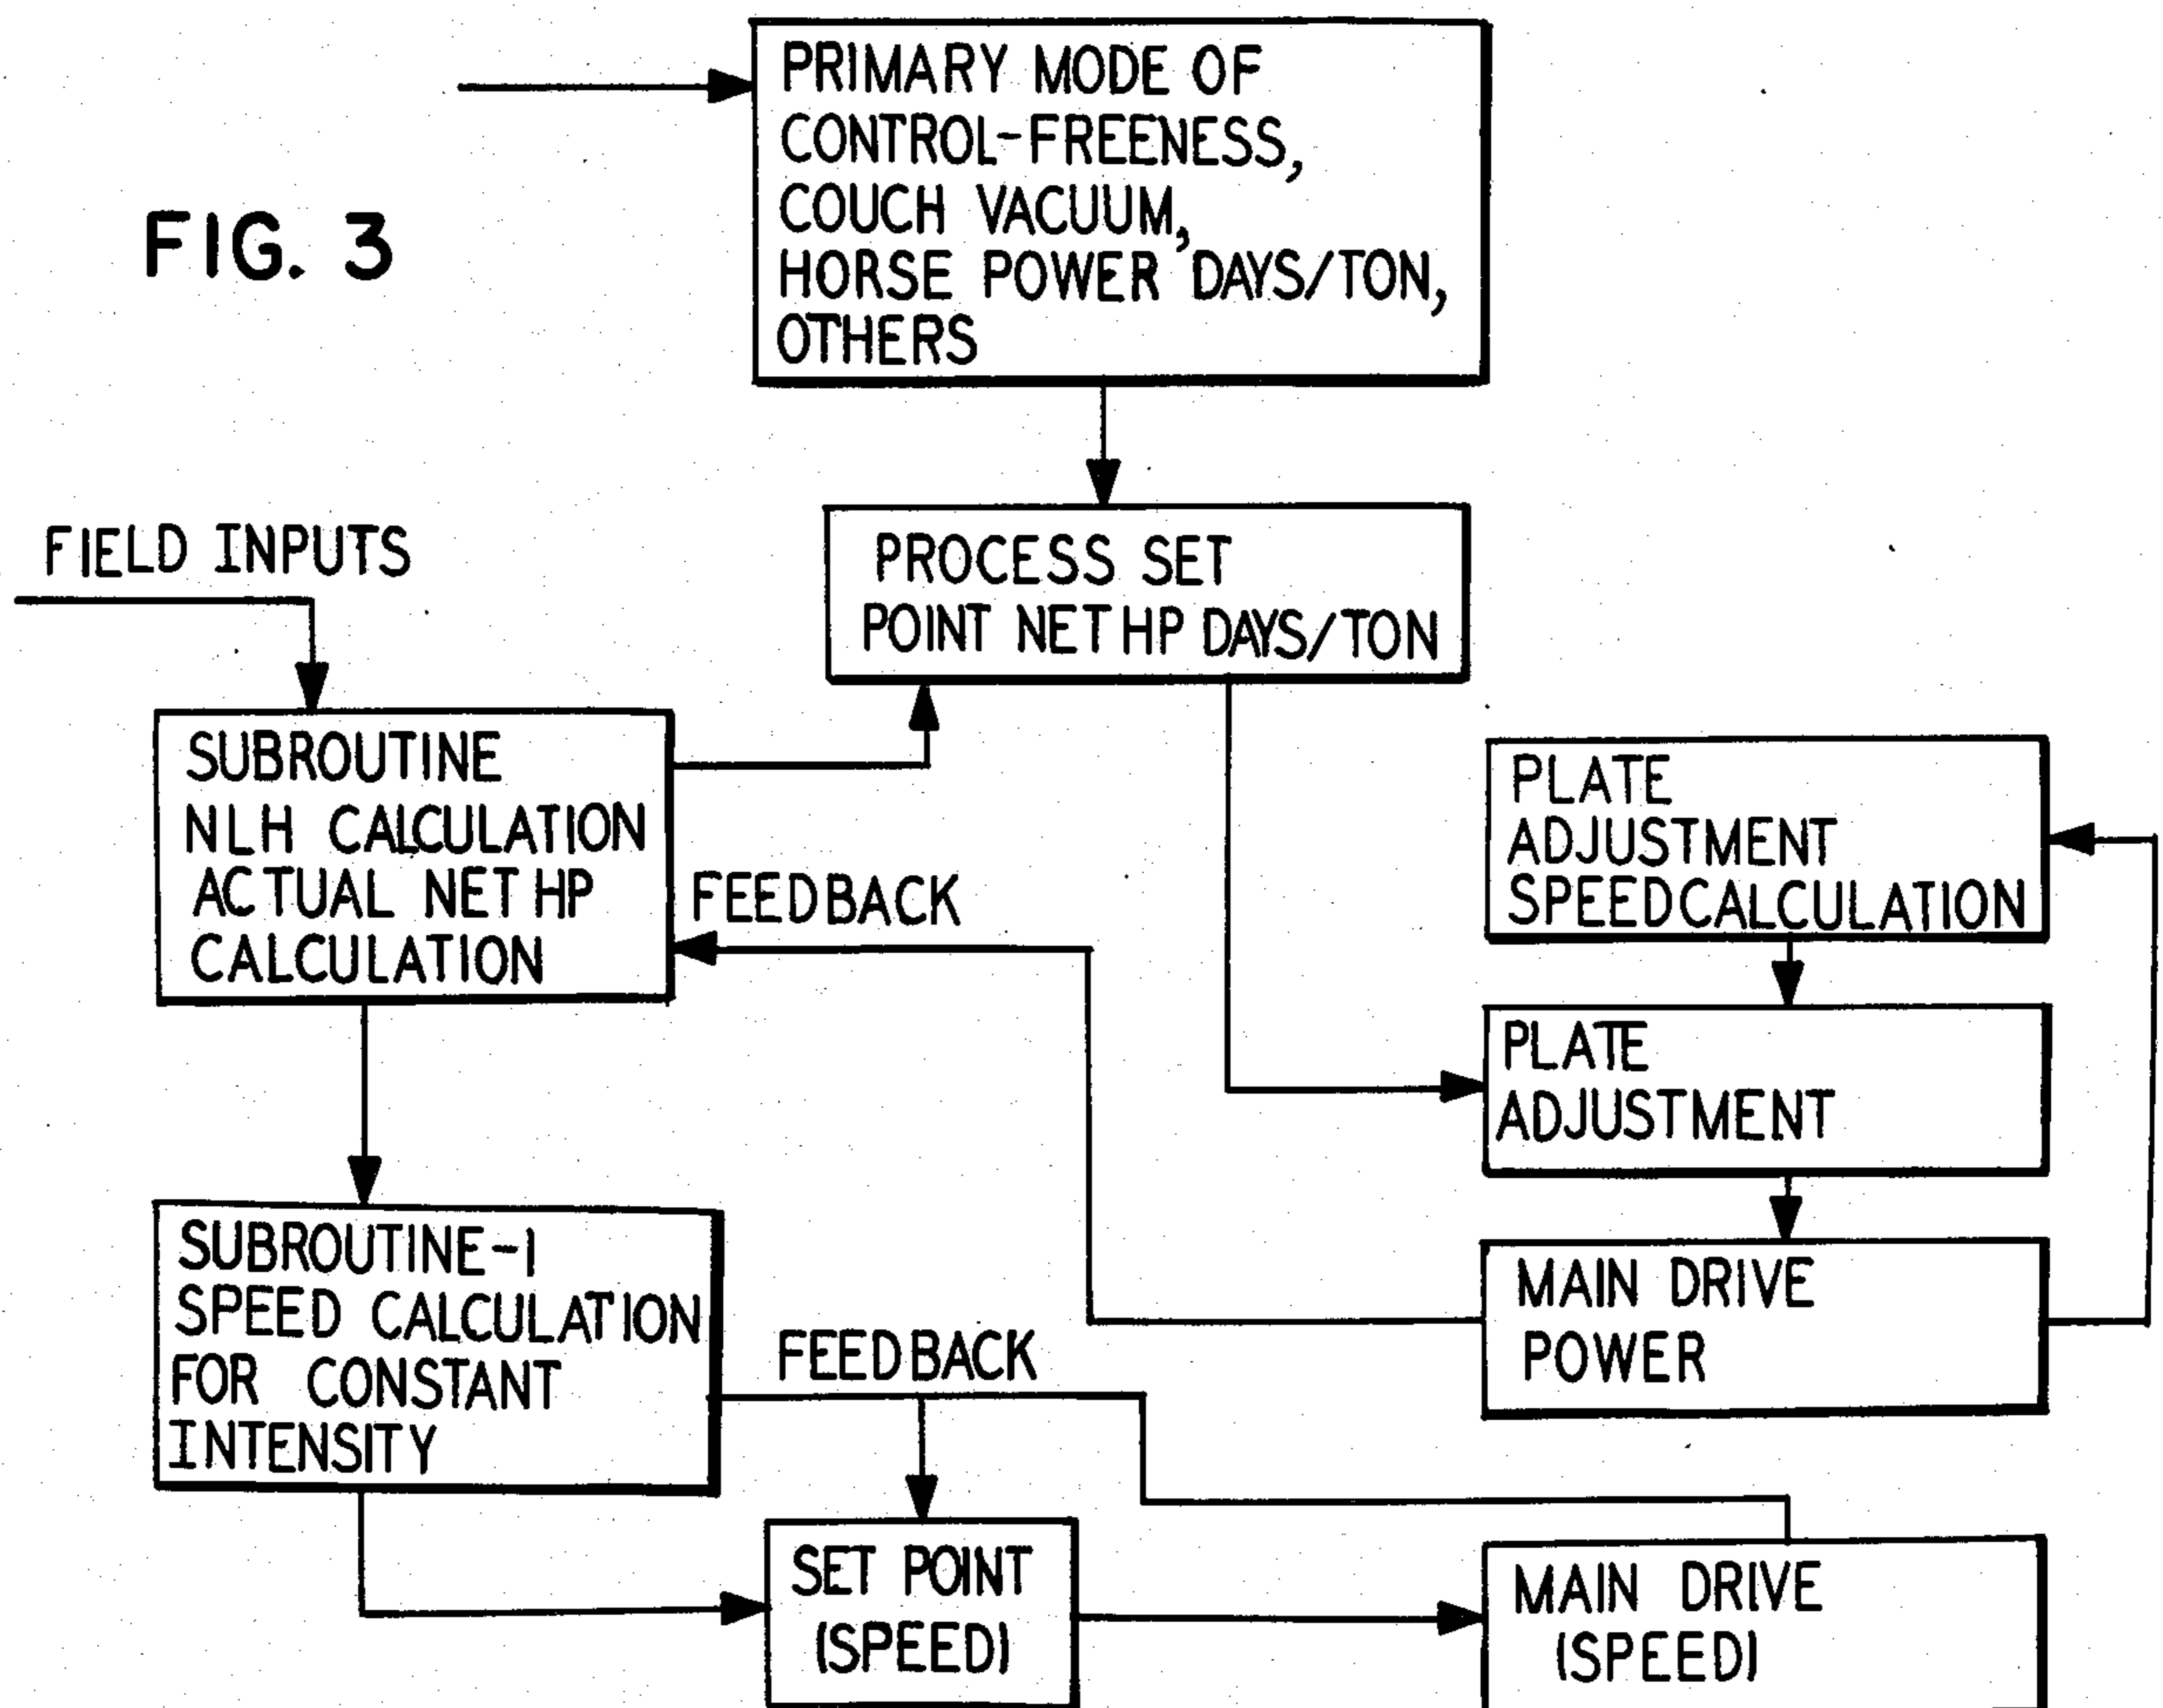 PRIMARY MODE OF
CONTROL-FREENESS,
COUCH VACUUM,
HORSE POWER DAYS/TON,
OTHERS
FIG. 3
PROCESS SET
POINT NET HP DAYS/TON
FIELD INPUTS
SUBROUTINE
NLH CALCULATION
ACTUAL NET HP
CALCULATION
FEEDBACK
PLATE
ADJUSTMENT
SPEED CALCULATION
PLATE
ADJUSTMENT
MAIN DRIVE
POWER
SUBROUTINE-1
SPEED CALCULATION
FOR CONSTANT
INTENSITY
FEEDBACK
SET POINT
(SPEED)
MAIN DRIVE
(SPEED)